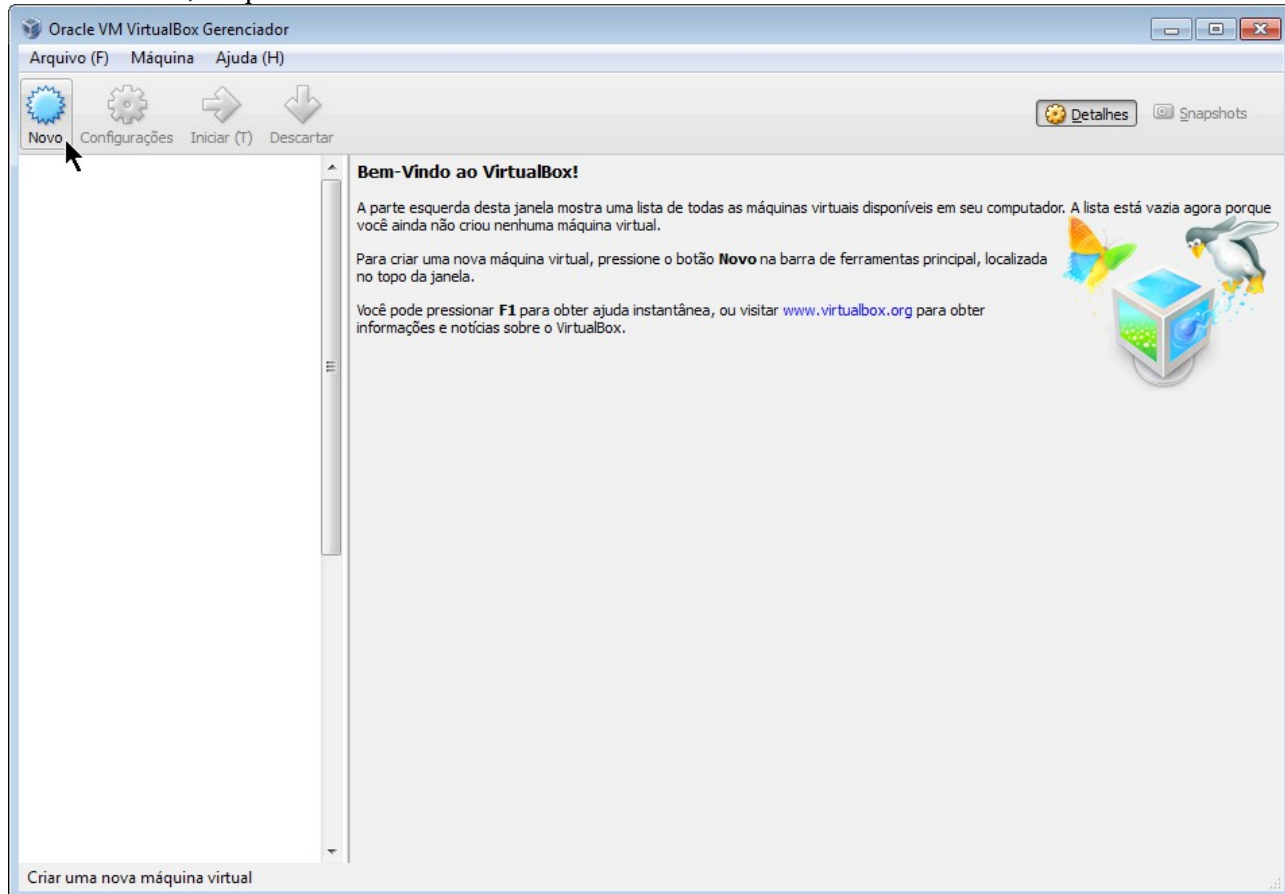 Oracle VM VirtualBox Gerenciador
Arquivo (F) Máquina Ajuda (H)
Novo Configurações Iniciar (T) Descartar
Detalhes Snapshots
Bem-Vindo ao VirtualBox!
A parte esquerda desta janela mostra uma lista de todas as máquinas virtuais disponíveis em seu computador. A lista está vazia agora porque
você ainda não criou nenhuma máquina virtual.
Para criar uma nova máquina virtual, pressione o botão Novo na barra de ferramentas principal, localizada
no topo da janela.
Você pode pressionar F1 para obter ajuda instantânea, ou visitar www.virtualbox.org para obter
informações e notícias sobre o VirtualBox.
Criar uma nova máquina virtual